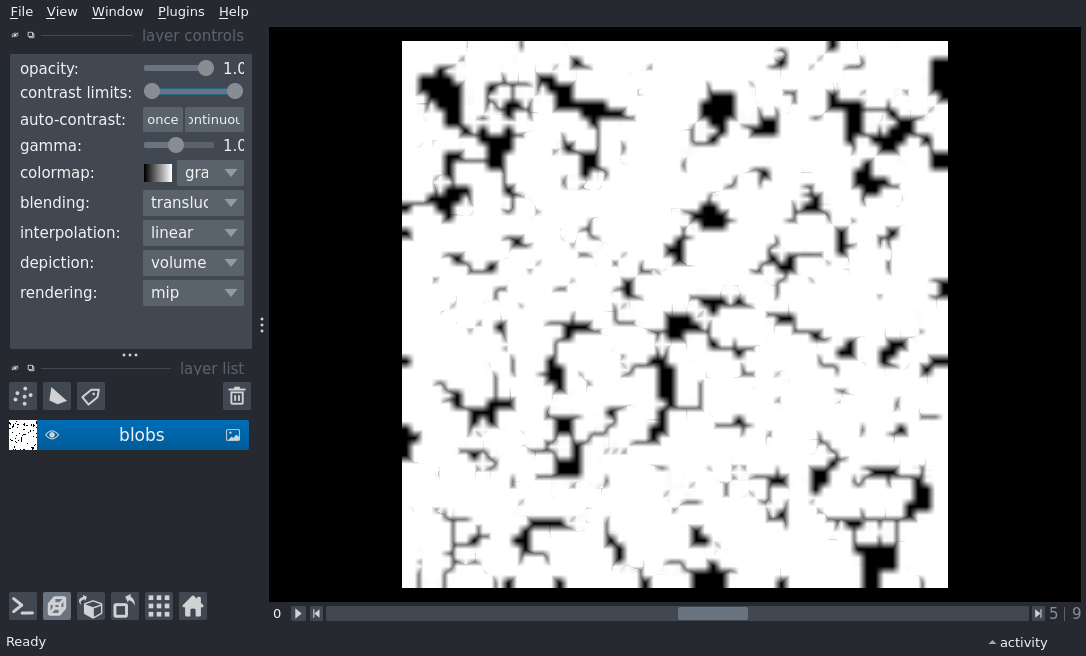 File View Window Plugins Help
layer controls
opacity: 1.0
contrast limits:
auto-contrast: once ontinuou
gamma: 1.0
colormap: gra
blending: transluc
interpolation: linear
depiction: volume
rendering: mip
layer list
blobs
0 5 9
Ready activity